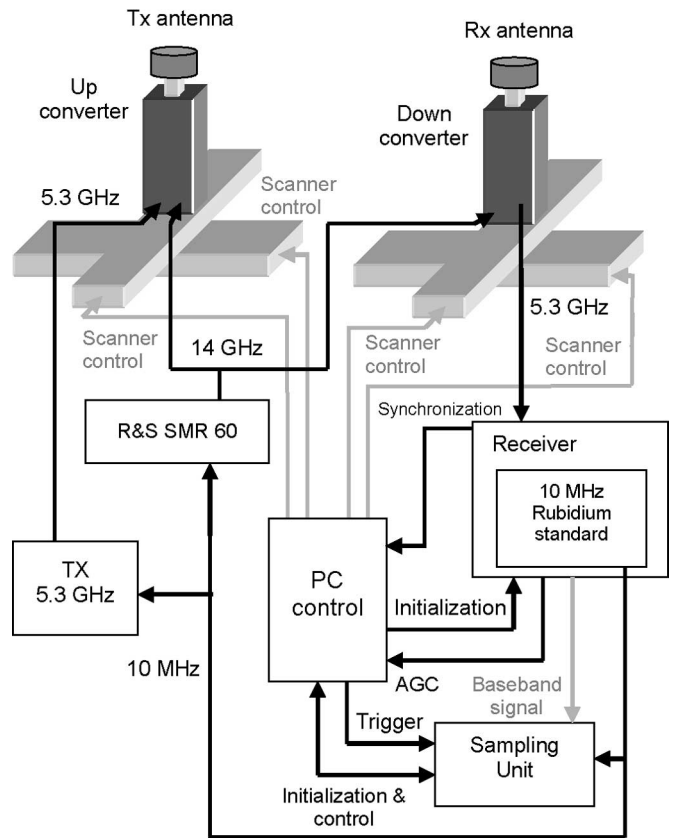 Tx antenna
Rx antenna
Up
converter
Down
converter
5.3 GHz
Scanner
control
5.3 GHz
Scanner
control
14 GHz
Scanner
control
Scanner
control
Synchronization
R&S SMR 60
Receiver
10 MHz
Rubidium
standard
TX
5.3 GHz
PC
control
Initialization
10 MHz
AGC
Baseband
signal
Trigger
Sampling
Unit
Initialization &
control